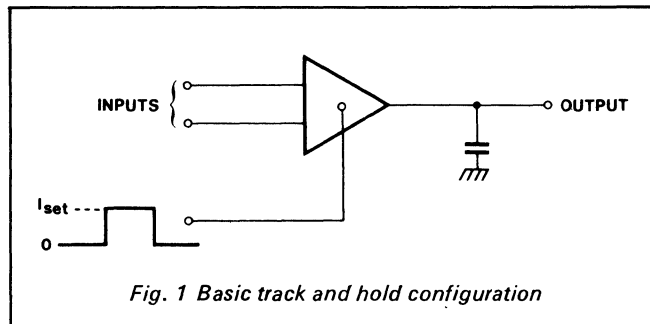 INPUTS
OUTPUT
Iset
0
Fig. 1 Basic track and hold configuration